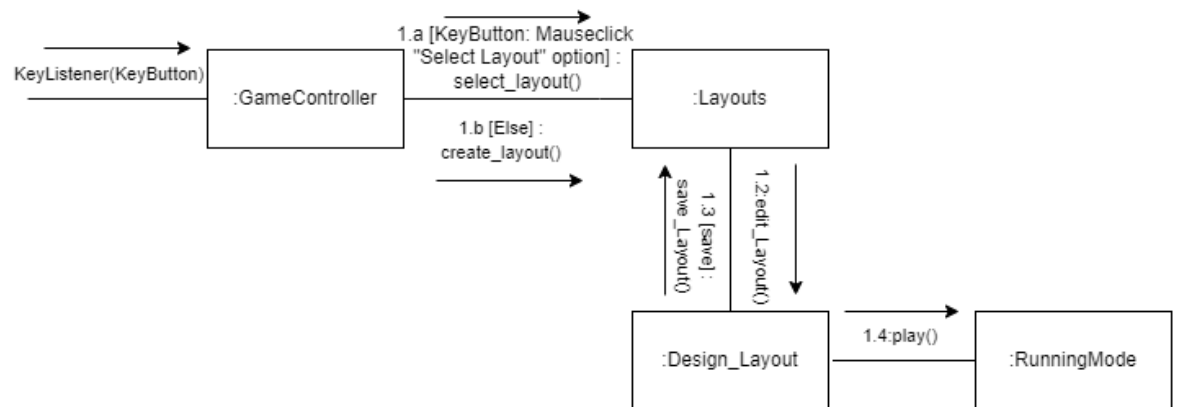 1.a [KeyButton: Mauseclick
"Select Layout" option] :
select_layout()
KeyListener(KeyButton)
:GameController
:Layouts
1.b [Else] :
create_layout()
1.3 [save] :
save_Layout()
1.2:edit_Layout()
:Design_Layout
1.4:play()
:RunningMode